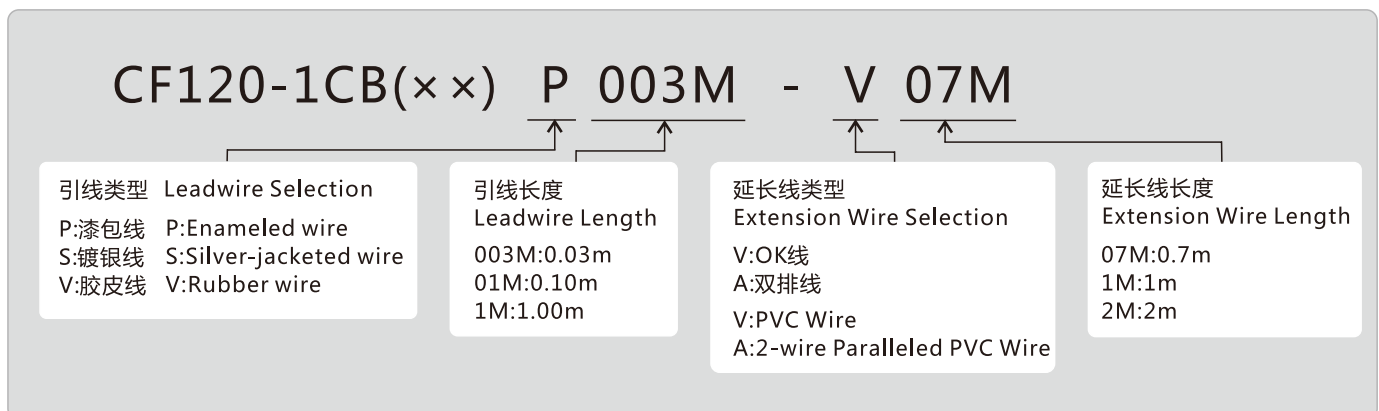 CF120-1CB(××) P 003M - V 07M
引线类型 Leadwire Selection
P:漆包线 P:Enameled wire
S:镀银线 S:Silver-jacketed wire
V:胶皮线 V:Rubber wire
引线长度
Leadwire Length
003M:0.03m
01M:0.10m
1M:1.00m
延长线类型
Extension Wire Selection
V:OK线
A:双排线
V:PVC Wire
A:2-wire Paralleled PVC Wire
延长线长度
Extension Wire Length
07M:0.7m
1M:1m
2M:2m